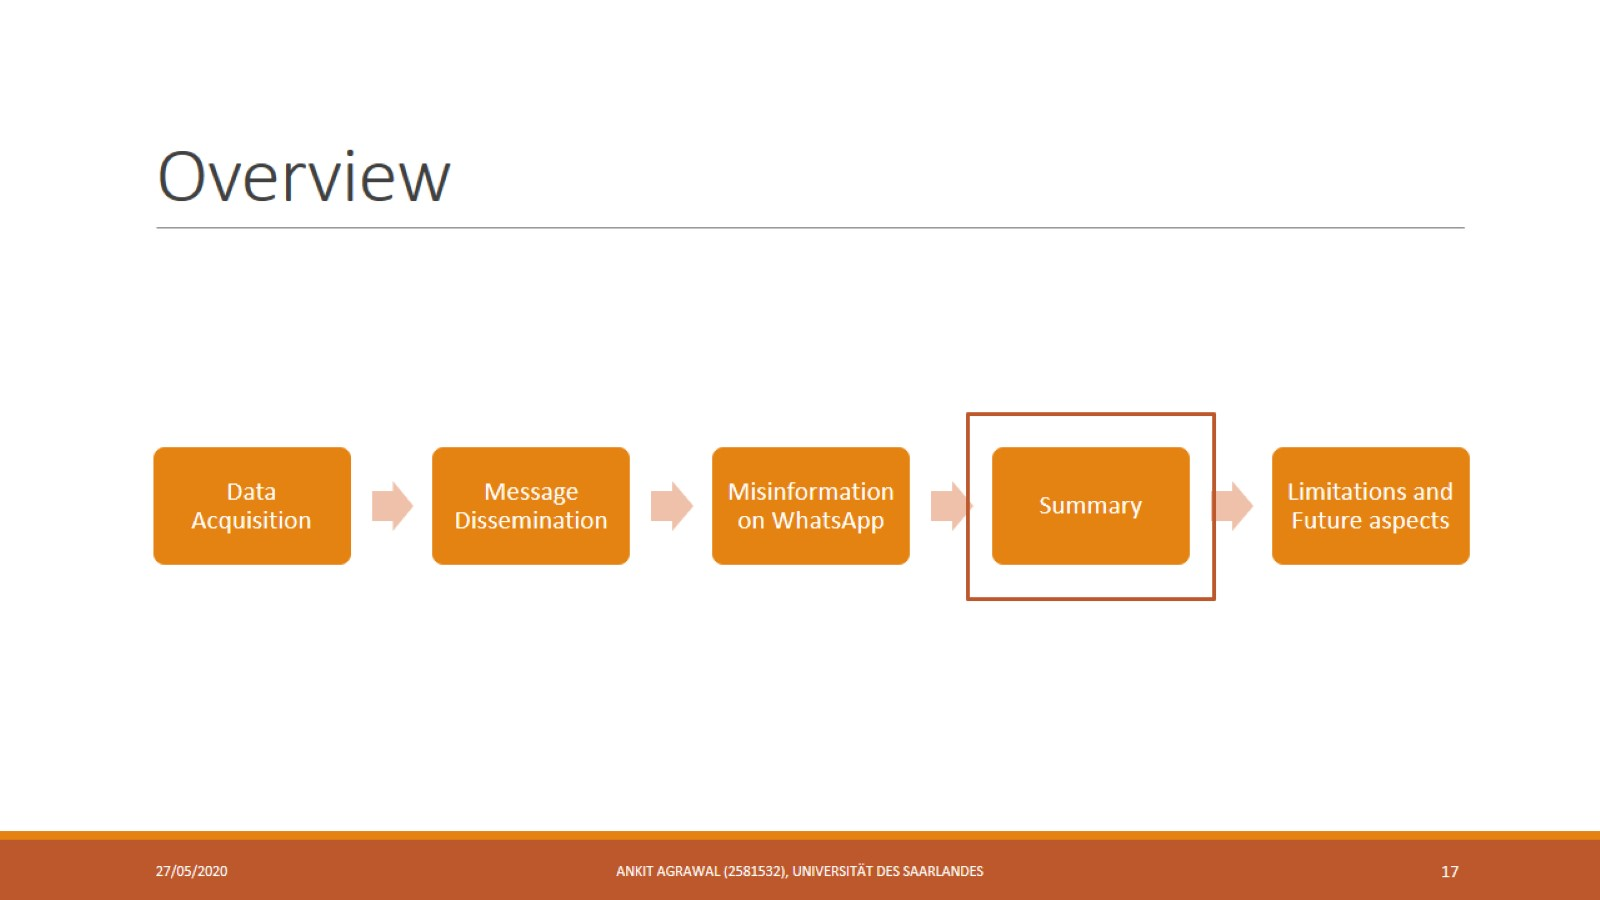 Overview
Data
Acquisition
Message
Dissemination
Misinformation
on WhatsApp
Summary
Limitations and
Future aspects
27/05/2020
ANKIT AGRAWAL (2581532), UNIVERSITÄT DES SAARLANDES
17